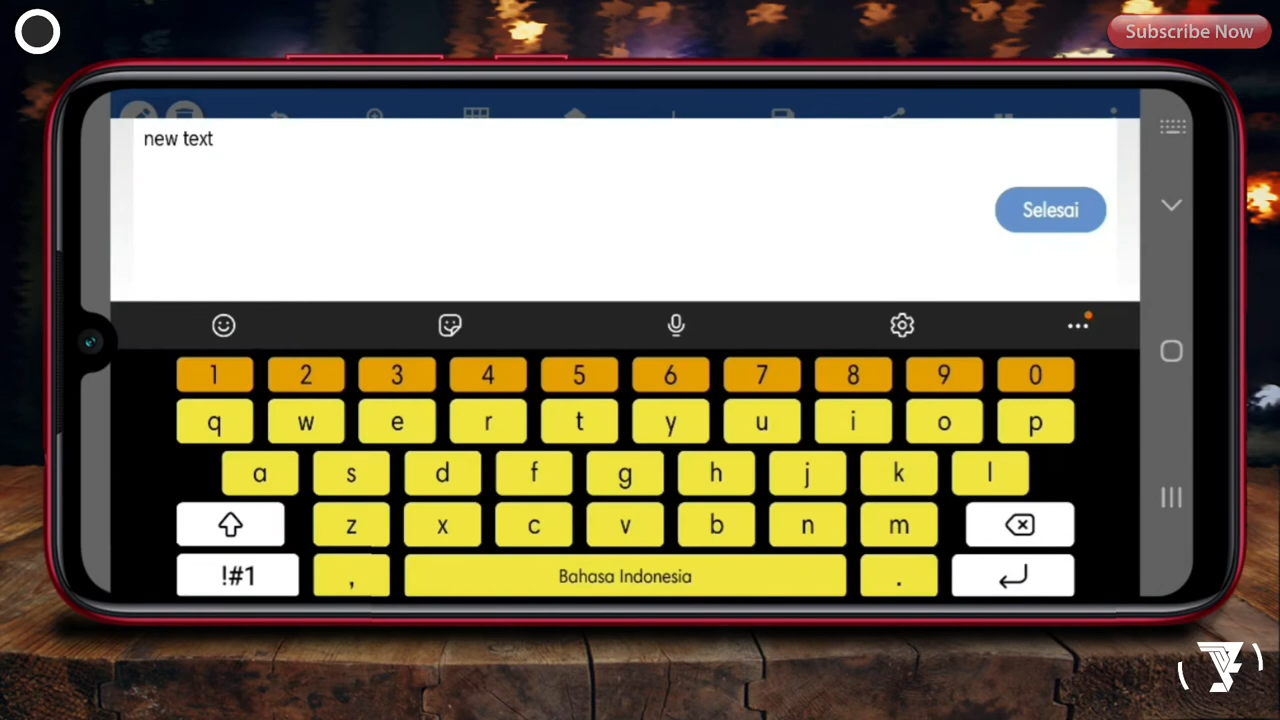 Subscribe Now
new text
Selesai
1 2 3 4 5 6 7 8 9 0
q w e r t y u i o p
a s d f g h j k l
z x c v b n m
!#1 , Bahasa Indonesia .